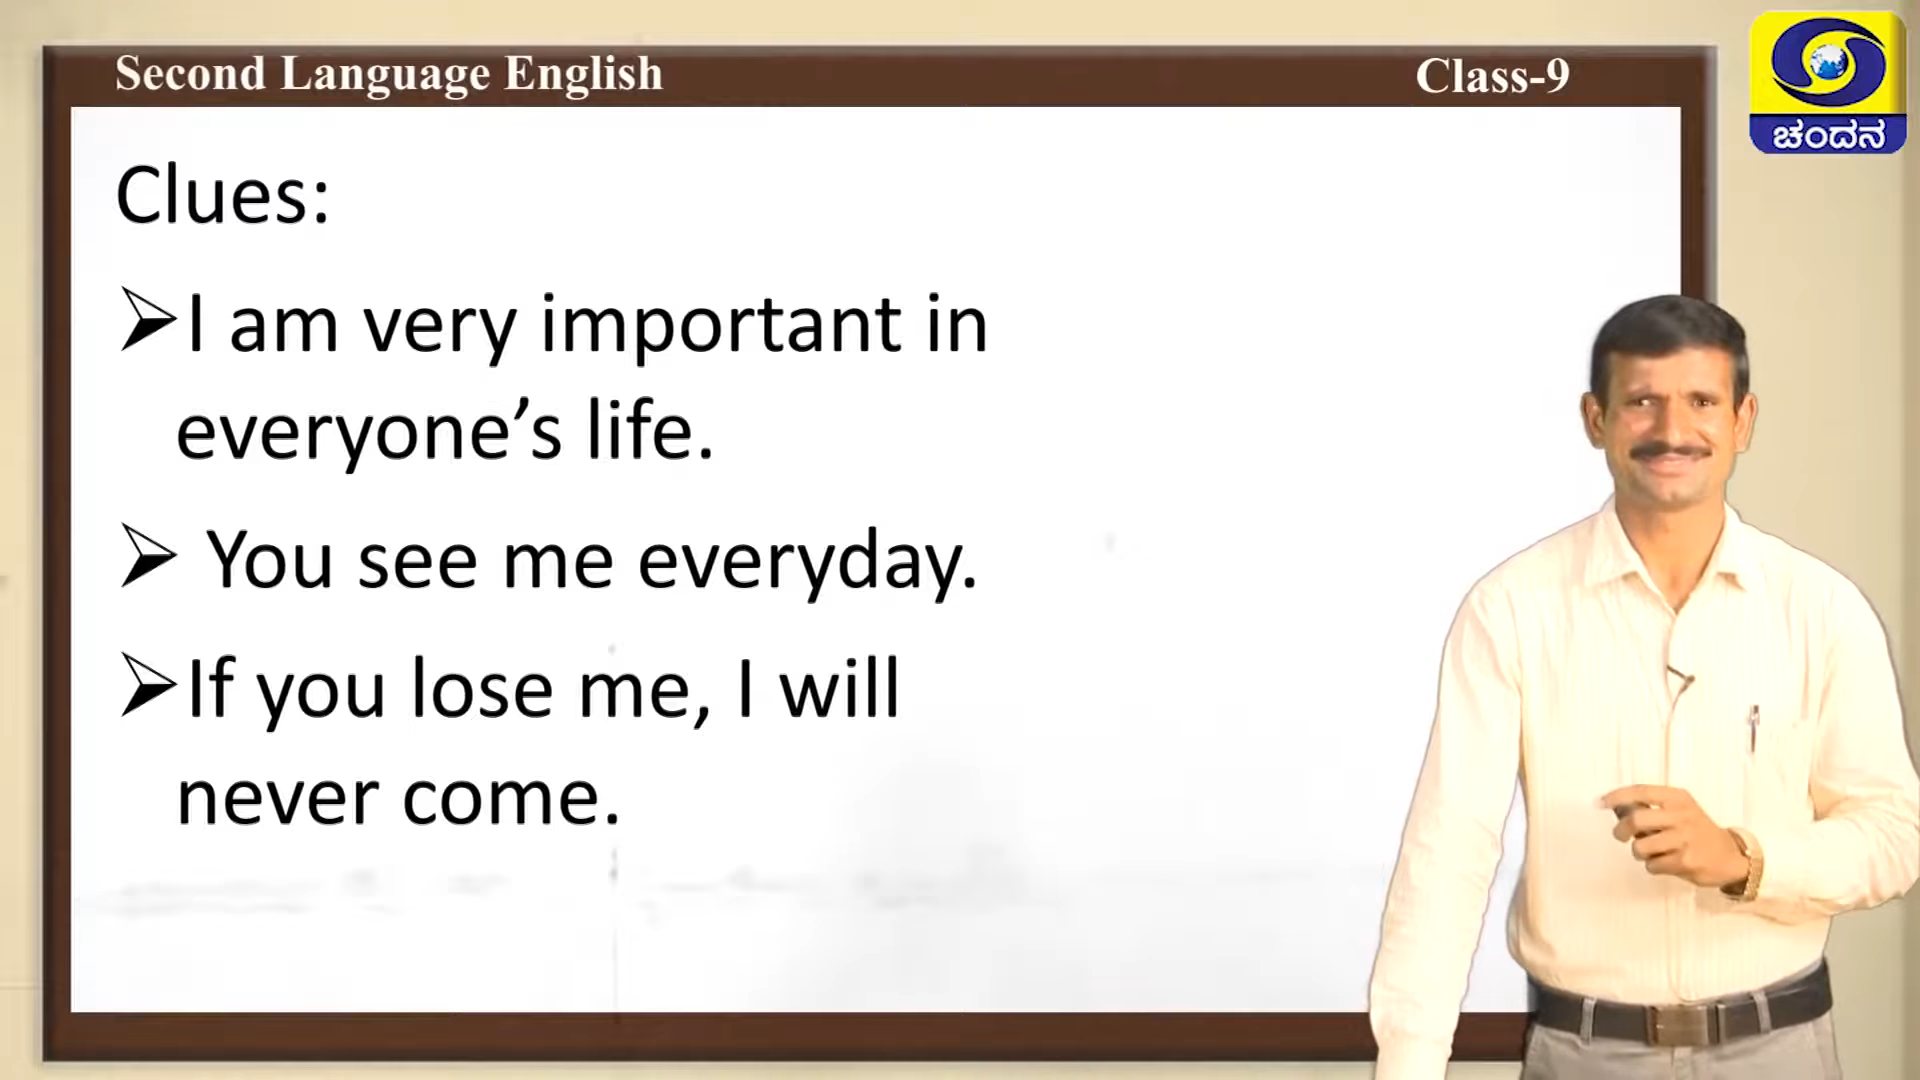 Second Language English
Class-9
ಚಂದನ
Clues:
➢I am very important in
everyone’s life.
➢ You see me everyday.
➢If you lose me, I will
never come.